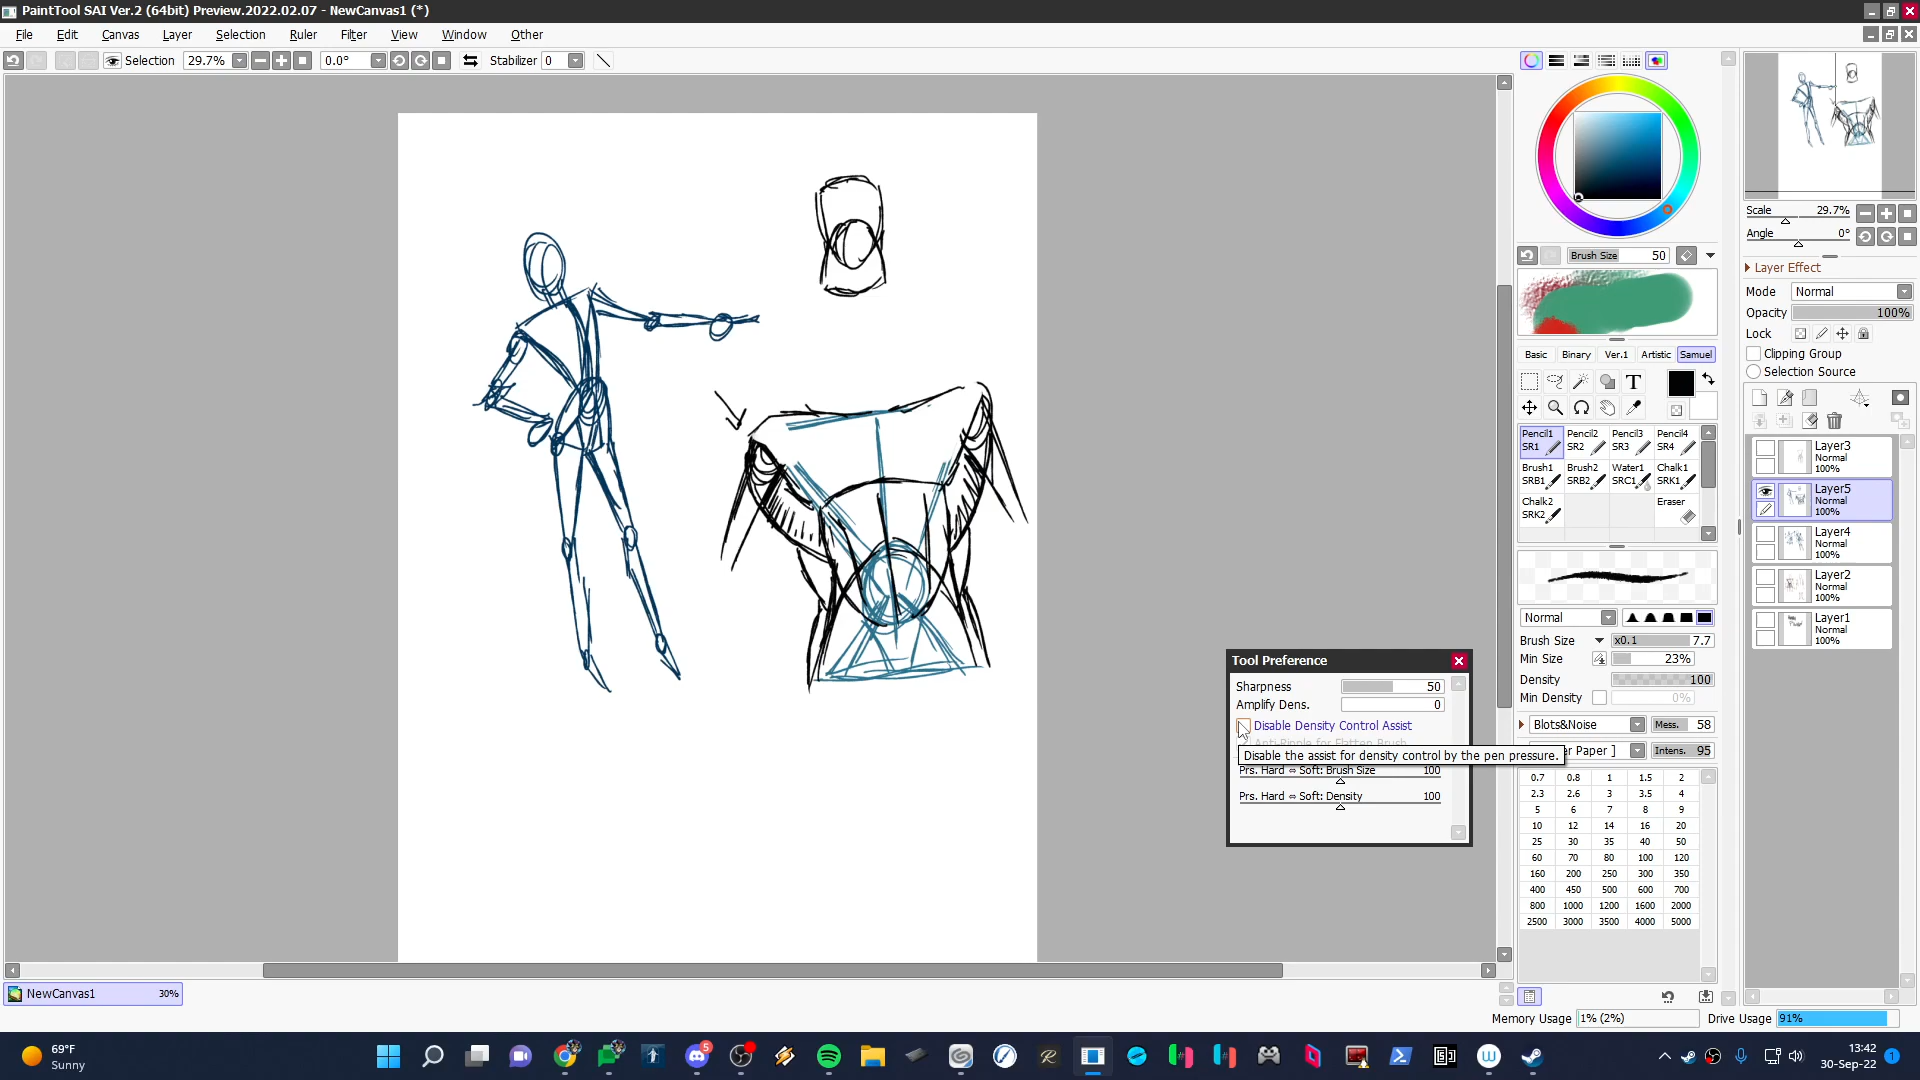 PaintTool SAI Ver.2 (64bit) Preview.2022.02.07 - NewCanvas1 (*)
File Edit Canvas Layer Selection Ruler Filter View Window Other
Selection 29.7% 0.0° Stabilizer 0
Scale 29.7%
Angle 0°
Brush Size 50
Layer Effect
Mode Normal
Opacity 100%
Lock
Clipping Group
Selection Source
Basic Binary Ver.1 Artistic Samuel
T
Pencil1 Pencil2 Pencil3 Pencil4
SR1 SR2 SR3 SR4
Brush1 Brush2 Water1 Chalk1
SRB1 SRB2 SRC1 SRK1
Chalk2 Eraser
SRK2
Layer3
Normal
100%
Layer5
Normal
100%
Layer4
Normal
100%
Layer2
Normal
100%
Layer1
Normal
100%
Normal
Brush Size x0.1 7.7
Min Size 23%
Density 100
Min Density 0%
Blots&Noise Mess. 58
er Paper ] Intens. 95
0.7 0.8 1 1.5 2
2.3 2.6 3 3.5 4
5 6 7 8 9
10 12 14 16 20
25 30 35 40 50
60 70 80 100 120
160 200 250 300 350
400 450 500 600 700
800 1000 1200 1600 2000
2500 3000 3500 4000 5000
Tool Preference
Sharpness 50
Amplify Dens. 0
Disable Density Control Assist
Anti-Ripple for Flatten Brush
Disable the assist for density control by the pen pressure.
Prs. Hard ⇔ Soft: Brush Size 100
Prs. Hard ⇔ Soft: Density 100
NewCanvas1 30%
Memory Usage 1% (2%) Drive Usage 91%
69°F
Sunny
5
13:42
30-Sep-22
1